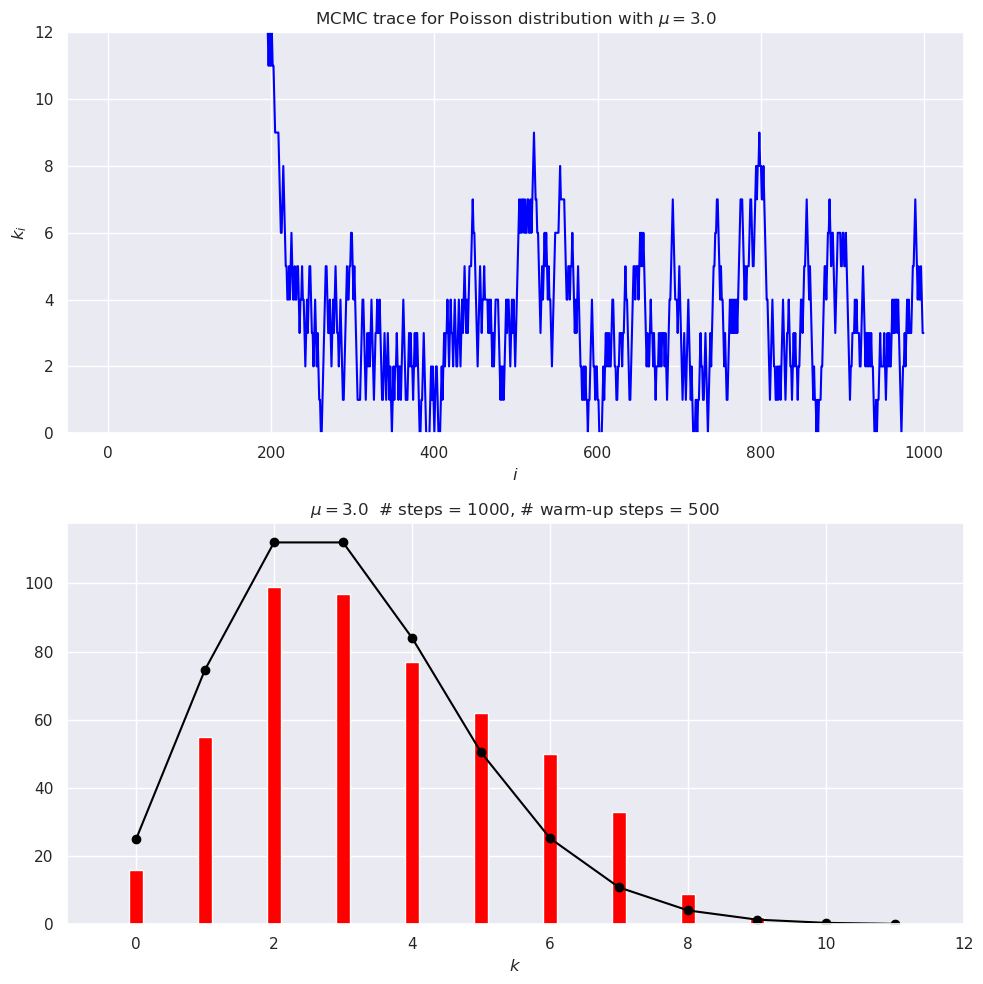 MCMC trace for Poisson distribution with μ = 3.0
12
10
8
6
4
2
0
k_i
0 200 400 600 800 1000
i
μ = 3.0 # steps = 1000, # warm-up steps = 500
100
80
60
40
20
0
0 2 4 6 8 10 12
k